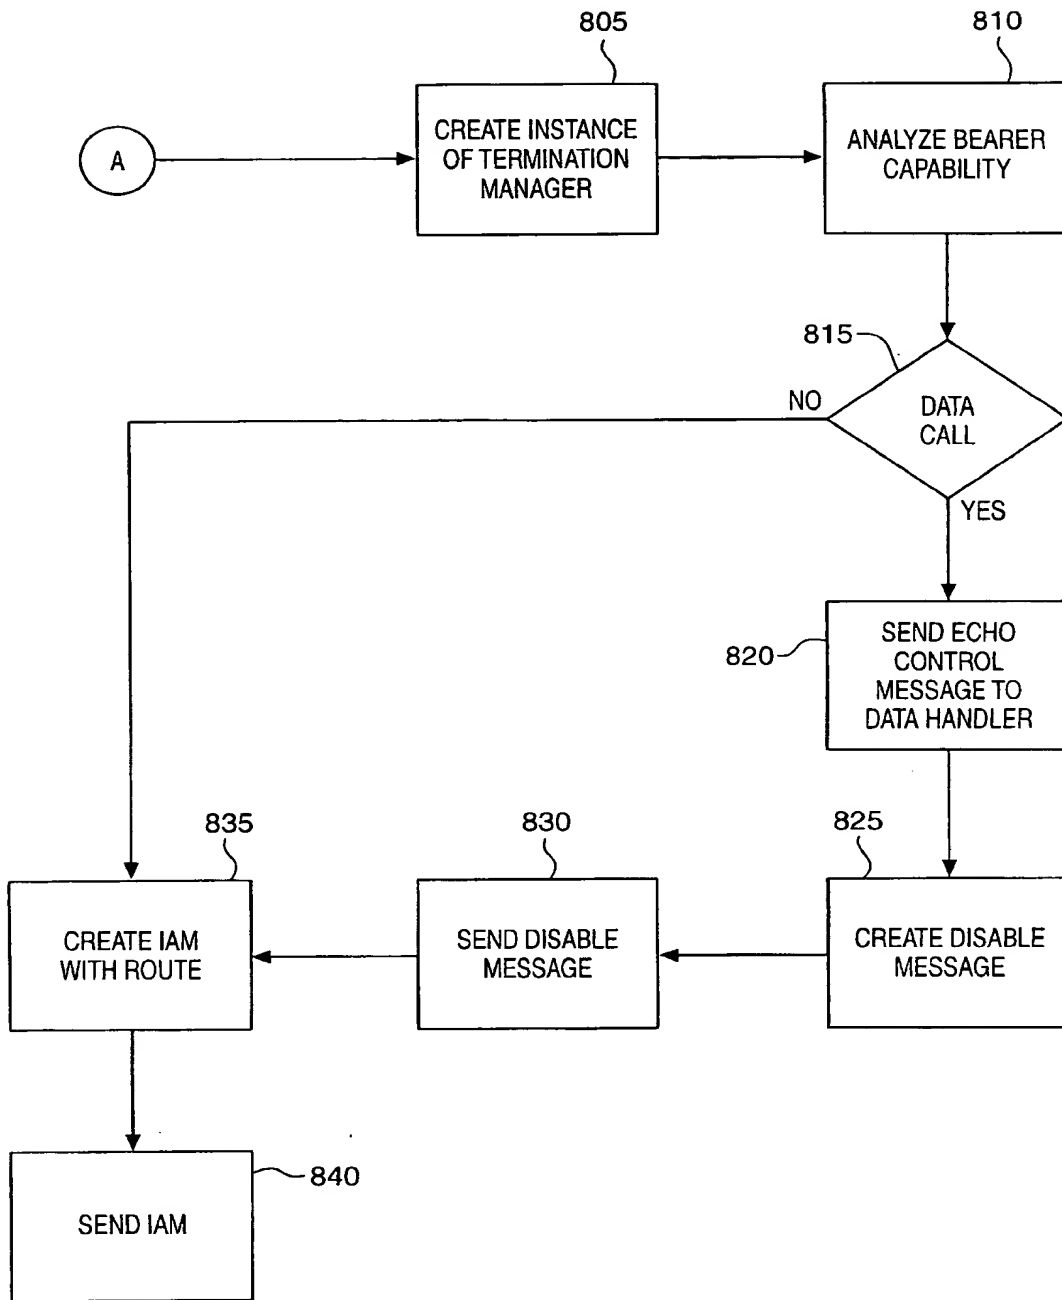 805
810
A
CREATE INSTANCE
OF TERMINATION
MANAGER
ANALYZE BEARER
CAPABILITY
815
NO
DATA
CALL
YES
820
SEND ECHO
CONTROL
MESSAGE TO
DATA HANDLER
835
830
825
CREATE IAM
WITH ROUTE
SEND DISABLE
MESSAGE
CREATE DISABLE
MESSAGE
840
SEND IAM